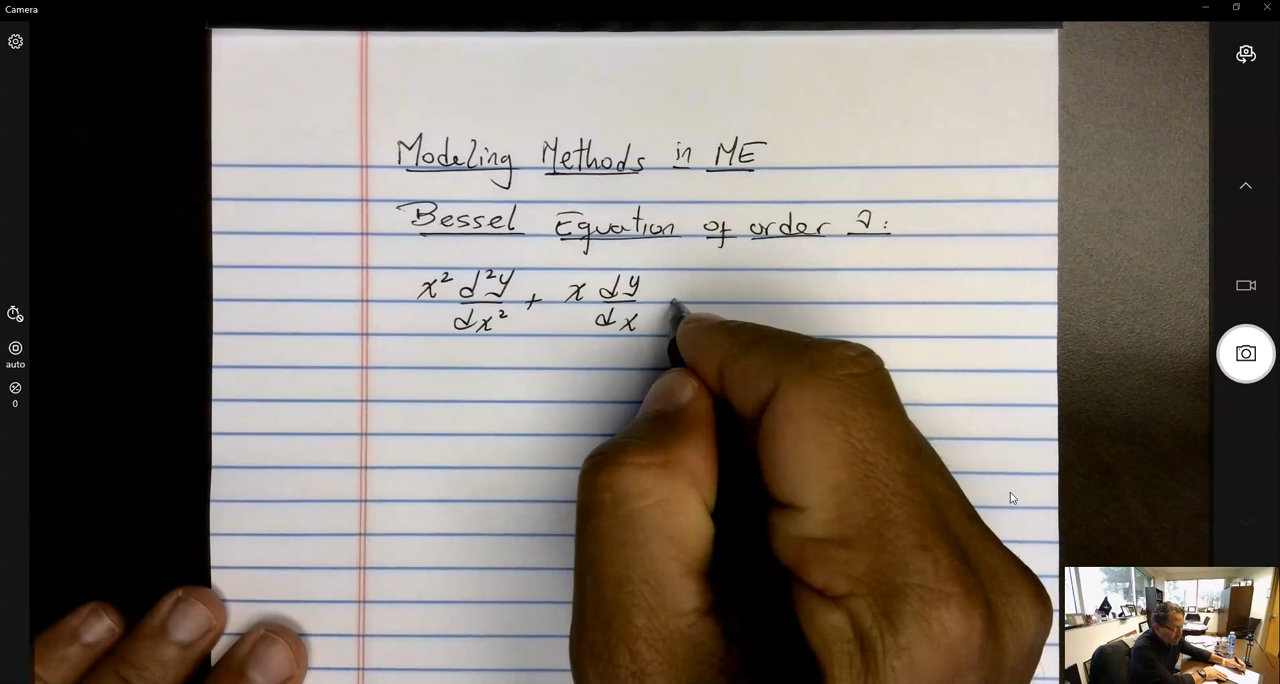 Camera
Modeling Methods in ME
Bessel Equation of order ν:
x² d²y/dx² + x dy/dx
auto
0